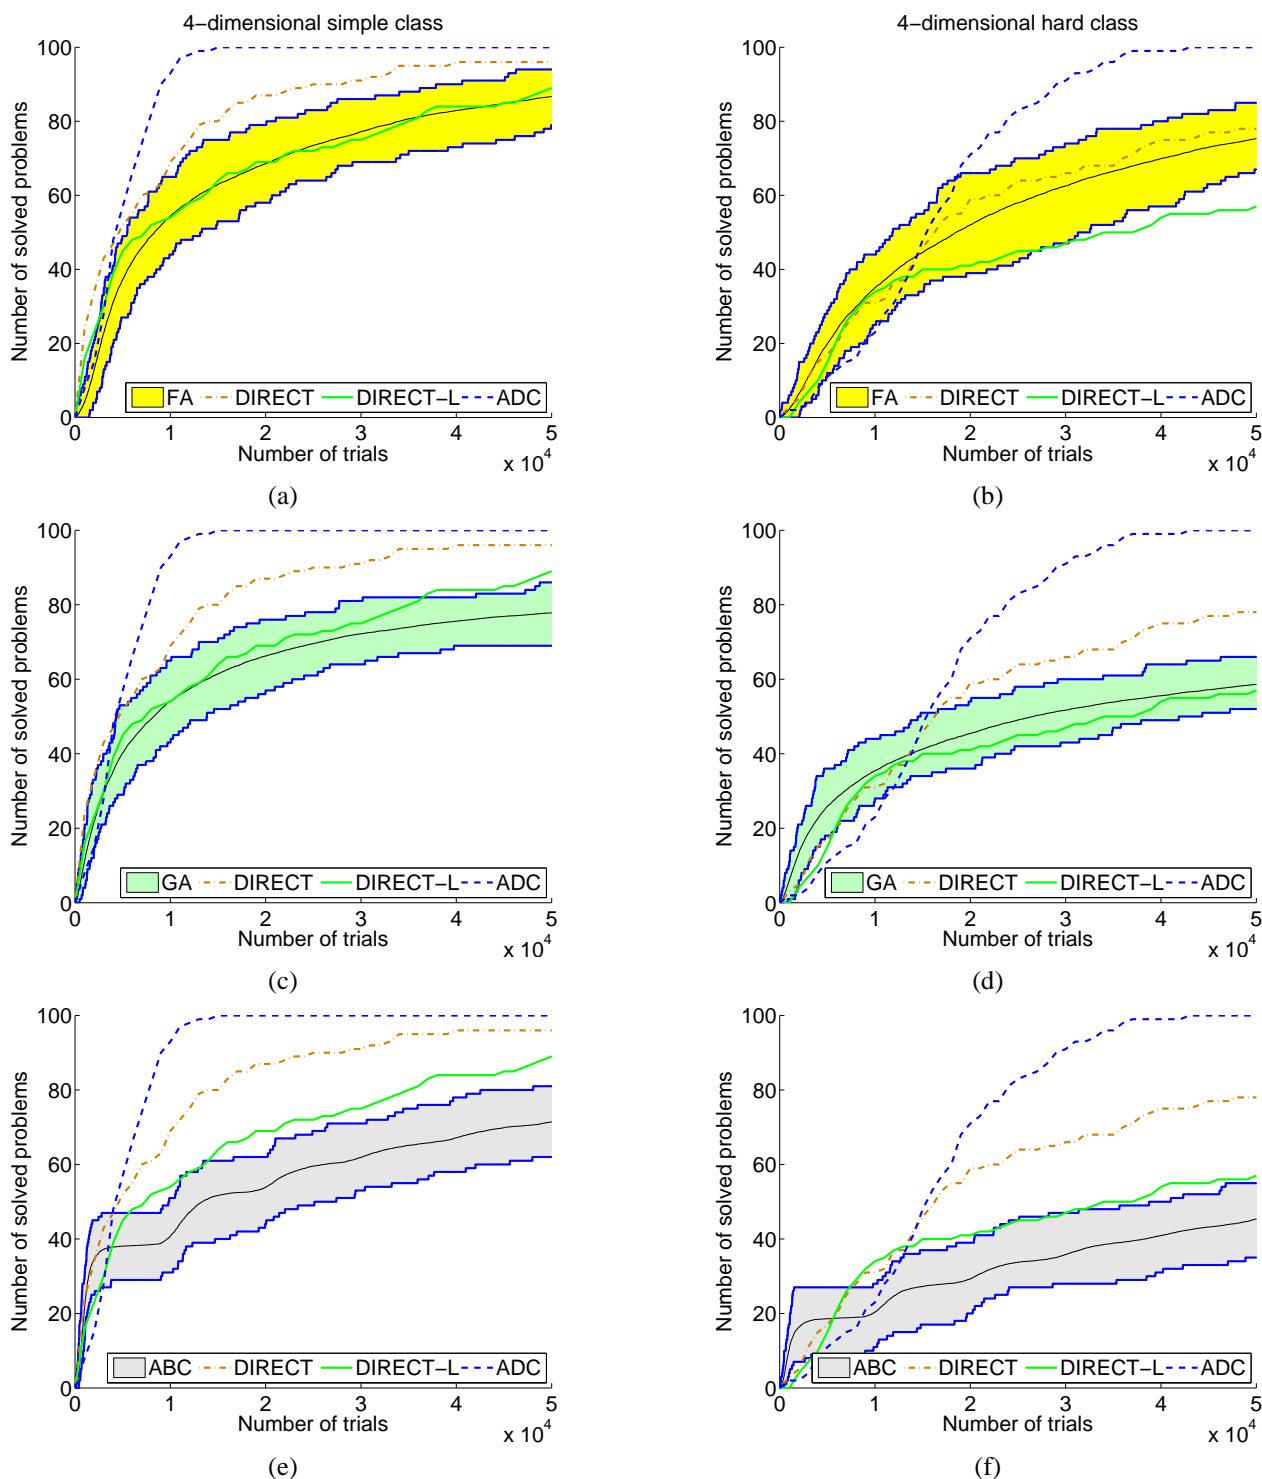 4−dimensional simple class
4−dimensional hard class
100
80
60
40
20
0
Number of solved problems
FA DIRECT DIRECT−L ADC
0 1 2 3 4 5
Number of trials
x 10^4
(a)
100
80
60
40
20
0
Number of solved problems
FA DIRECT DIRECT−L ADC
0 1 2 3 4 5
Number of trials
x 10^4
(b)
100
80
60
40
20
0
Number of solved problems
GA DIRECT DIRECT−L ADC
0 1 2 3 4 5
Number of trials
x 10^4
(c)
100
80
60
40
20
0
Number of solved problems
GA DIRECT DIRECT−L ADC
0 1 2 3 4 5
Number of trials
x 10^4
(d)
100
80
60
40
20
0
Number of solved problems
ABC DIRECT DIRECT−L ADC
0 1 2 3 4 5
Number of trials
x 10^4
(e)
100
80
60
40
20
0
Number of solved problems
ABC DIRECT DIRECT−L ADC
0 1 2 3 4 5
Number of trials
x 10^4
(f)